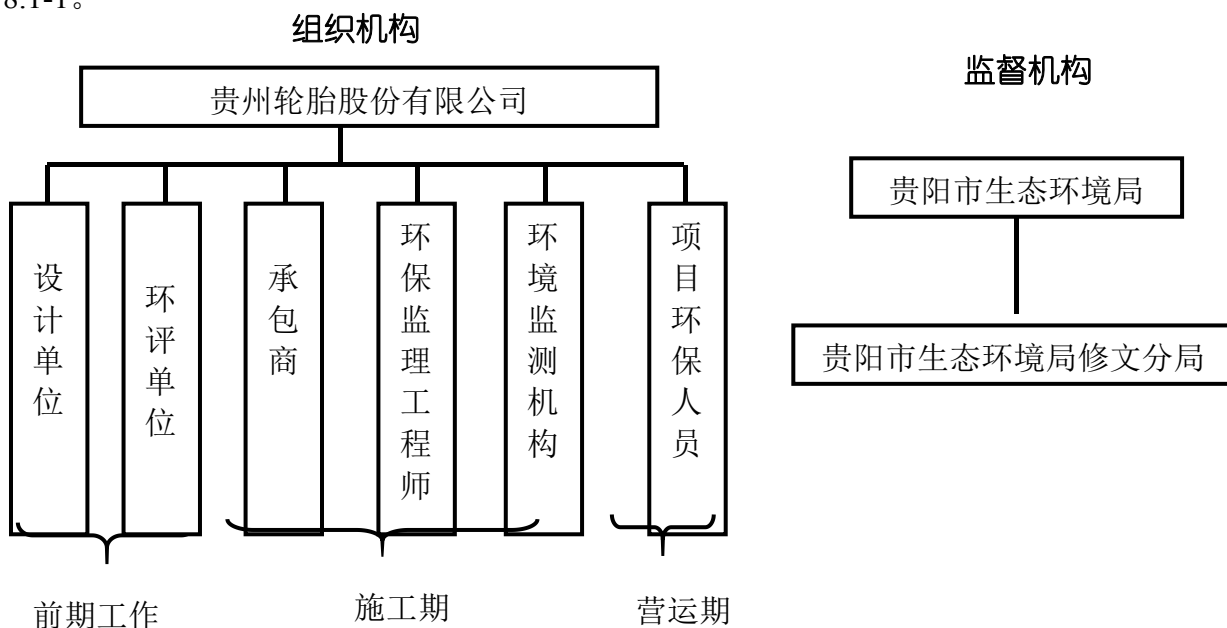 8.1-1。
组织机构
监督机构
贵州轮胎股份有限公司
贵阳市生态环境局
贵阳市生态环境局修文分局
设计单位
环评单位
承包商
环保监理工程师
环境监测机构
项目环保人员
前期工作
施工期
营运期